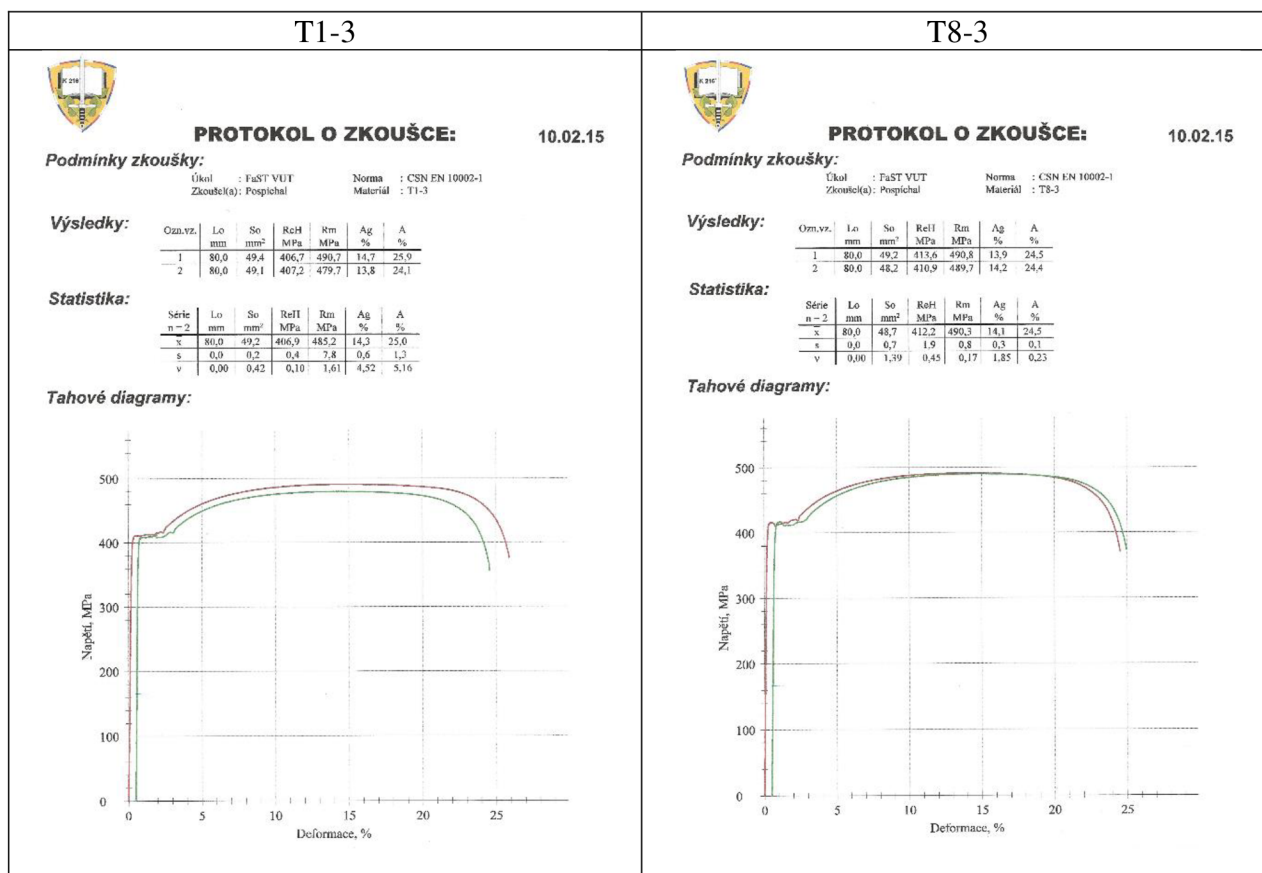 T1-3
K 216
PROTOKOL O ZKOUŠCE: 10.02.15
Podmínky zkoušky:
Úkol : FaST VUT Norma : CSN EN 10002-1
Zkoušel(a) : Pospíchal Materiál : T1-3
Výsledky:
Ozn.vz. Lo So ReH Rm Ag A
mm mm² MPa MPa % %
1 80,0 49,4 406,7 490,7 14,7 25,9
2 80,0 49,1 407,2 479,7 13,8 24,1
Statistika:
Série Lo So ReH Rm Ag A
n = 2 mm mm² MPa MPa % %
x 80,0 49,2 406,9 485,2 14,3 25,0
s 0,0 0,2 0,4 7,8 0,6 1,3
v 0,00 0,42 0,10 1,61 4,52 5,16
Tahové diagramy:
500
400
300
200
100
0
Napětí, MPa
0 5 10 15 20 25
Deformace, %
T8-3
K 216
PROTOKOL O ZKOUŠCE: 10.02.15
Podmínky zkoušky:
Úkol : FaST VUT Norma : CSN EN 10002-1
Zkoušel(a) : Pospíchal Materiál : T8-3
Výsledky:
Ozn.vz. Lo So ReH Rm Ag A
mm mm² MPa MPa % %
1 80,0 49,2 413,6 490,8 13,9 24,5
2 80,0 48,2 410,9 489,7 14,2 24,4
Statistika:
Série Lo So ReH Rm Ag A
n = 2 mm mm² MPa MPa % %
x 80,0 48,7 412,2 490,3 14,1 24,5
s 0,0 0,7 1,9 0,8 0,3 0,1
v 0,00 1,39 0,45 0,17 1,85 0,23
Tahové diagramy:
500
400
300
200
100
0
Napětí, MPa
0 5 10 15 20 25
Deformace, %